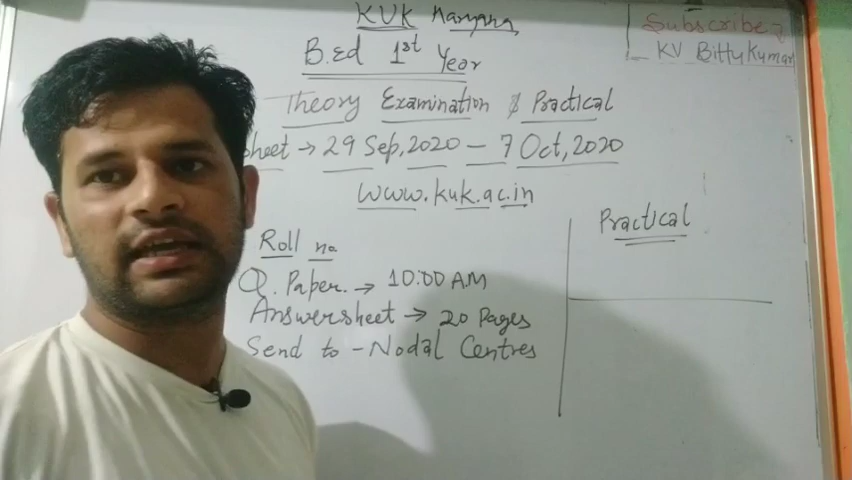 KUK Haryana,
B.ed 1st Year
Theory Examination & Practical
sheet → 29 Sep, 2020 - 7 Oct, 2020
www.kuk.ac.in
Roll no.
Q. Paper. → 10:00 A.M
Answersheet → 20 Pages
Send to - Nodal Centres
Practical
Subscribe
KV Bittu Kumar